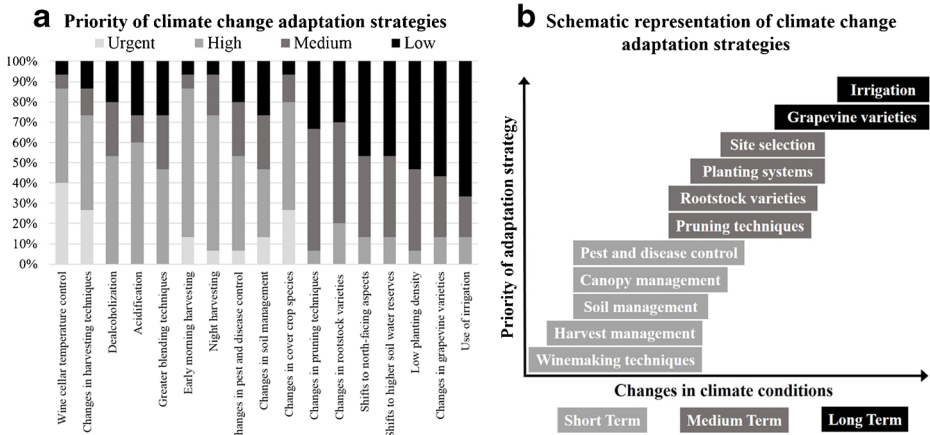 a
Priority of climate change adaptation strategies
Urgent High Medium Low
100%
90%
80%
70%
60%
50%
40%
30%
20%
10%
0%
Wine cellar temperature control
Changes in harvesting techniques
Dealcoholization
Acidification
Greater blending techniques
Early morning harvesting
Night harvesting
hanges in pest and disease control
Changes in soil management
Changes in cover crop species
Changes in pruning techniques
Changes in rootstock varieties
Shifts to north-facing aspects
Shifts to higher soil water reserves
Low planting density
Changes in grapevine varieties
Use of irrigation
b
Schematic representation of climate change
adaptation strategies
Priority of adaptation strategy
Irrigation
Grapevine varieties
Site selection
Planting systems
Rootstock varieties
Pruning techniques
Pest and disease control
Canopy management
Soil management
Harvest management
Winemaking techniques
Changes in climate conditions
Short Term Medium Term Long Term